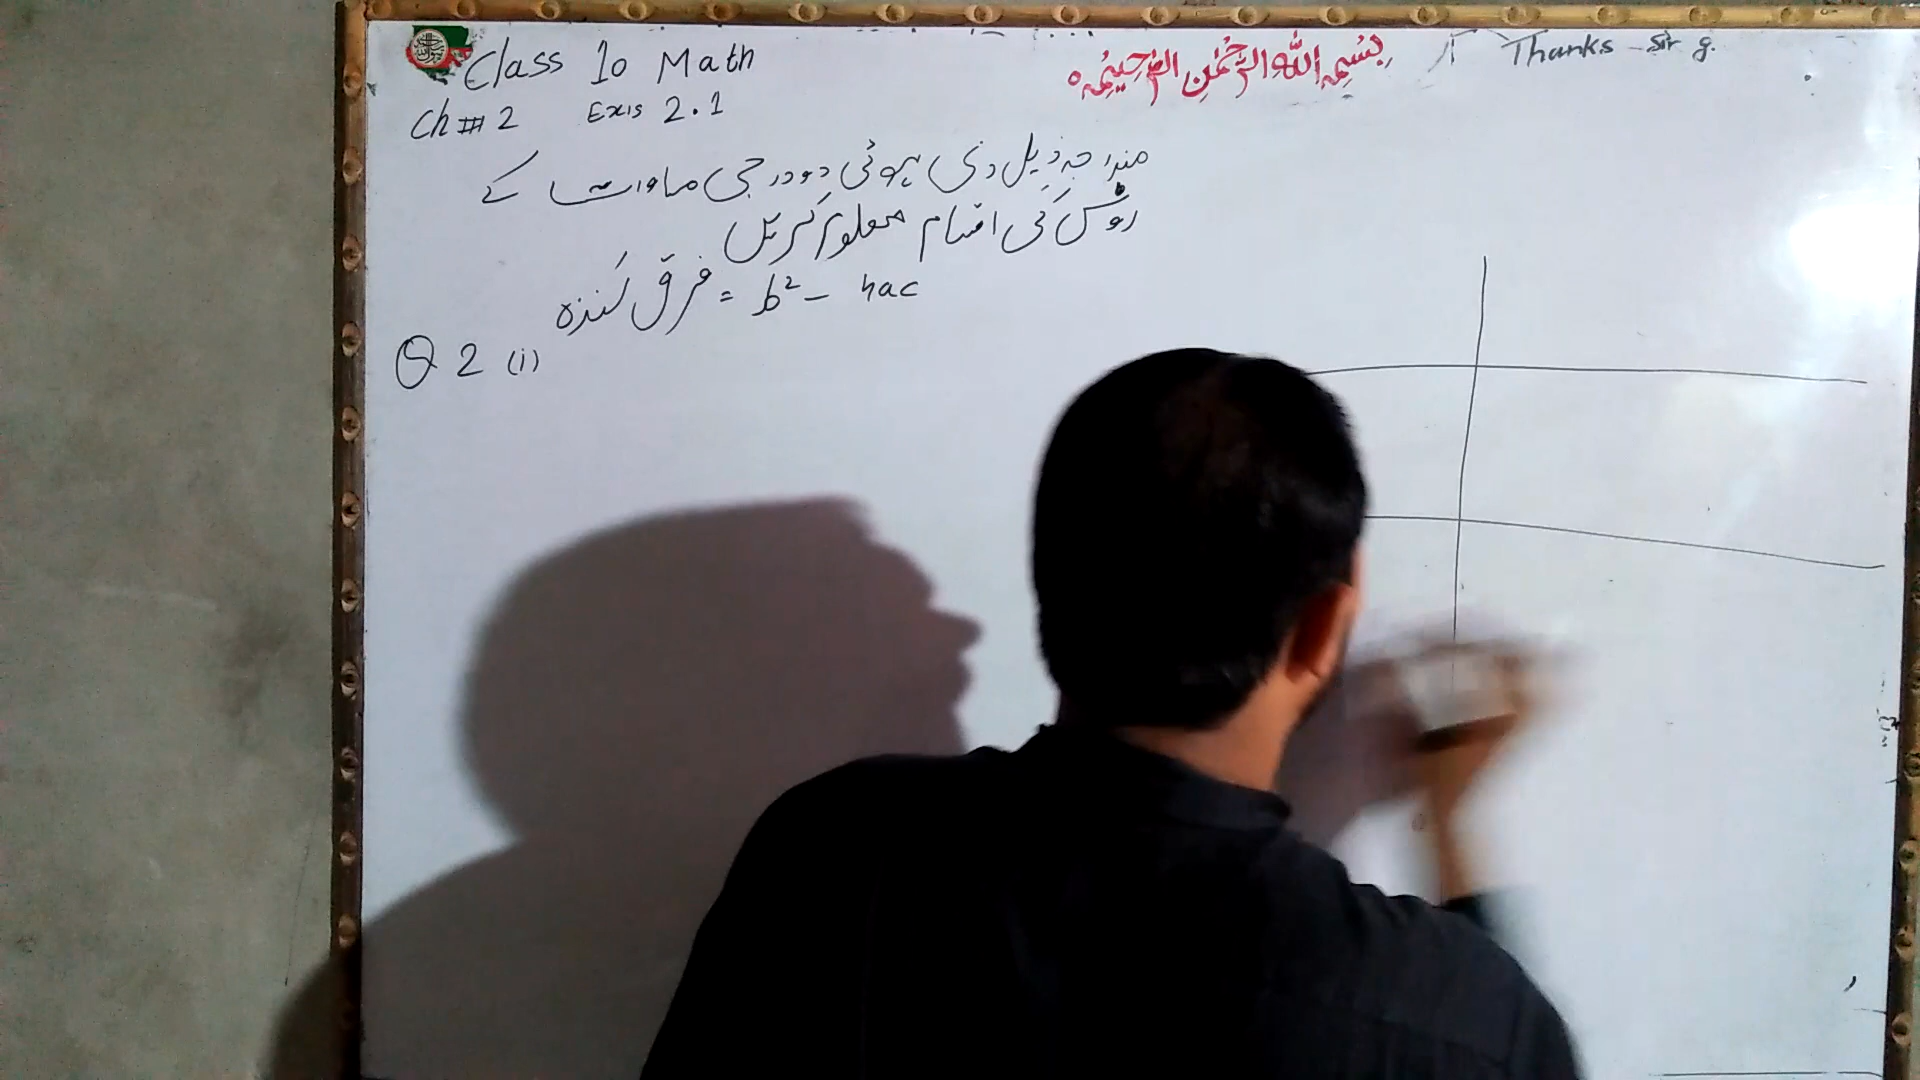 Class 10 Math
بِسْمِ اللهِ الرَّحْمٰنِ الرَّحِيْمِ
Thanks Sir g.
Ch # 2 Exis 2.1
مندرجہ ذیل دی ہوئی دو درجی مساوات کے
روٹس کی اقسام معلوم کریں
فرق کنندہ = b² - 4ac
Q 2 (i)